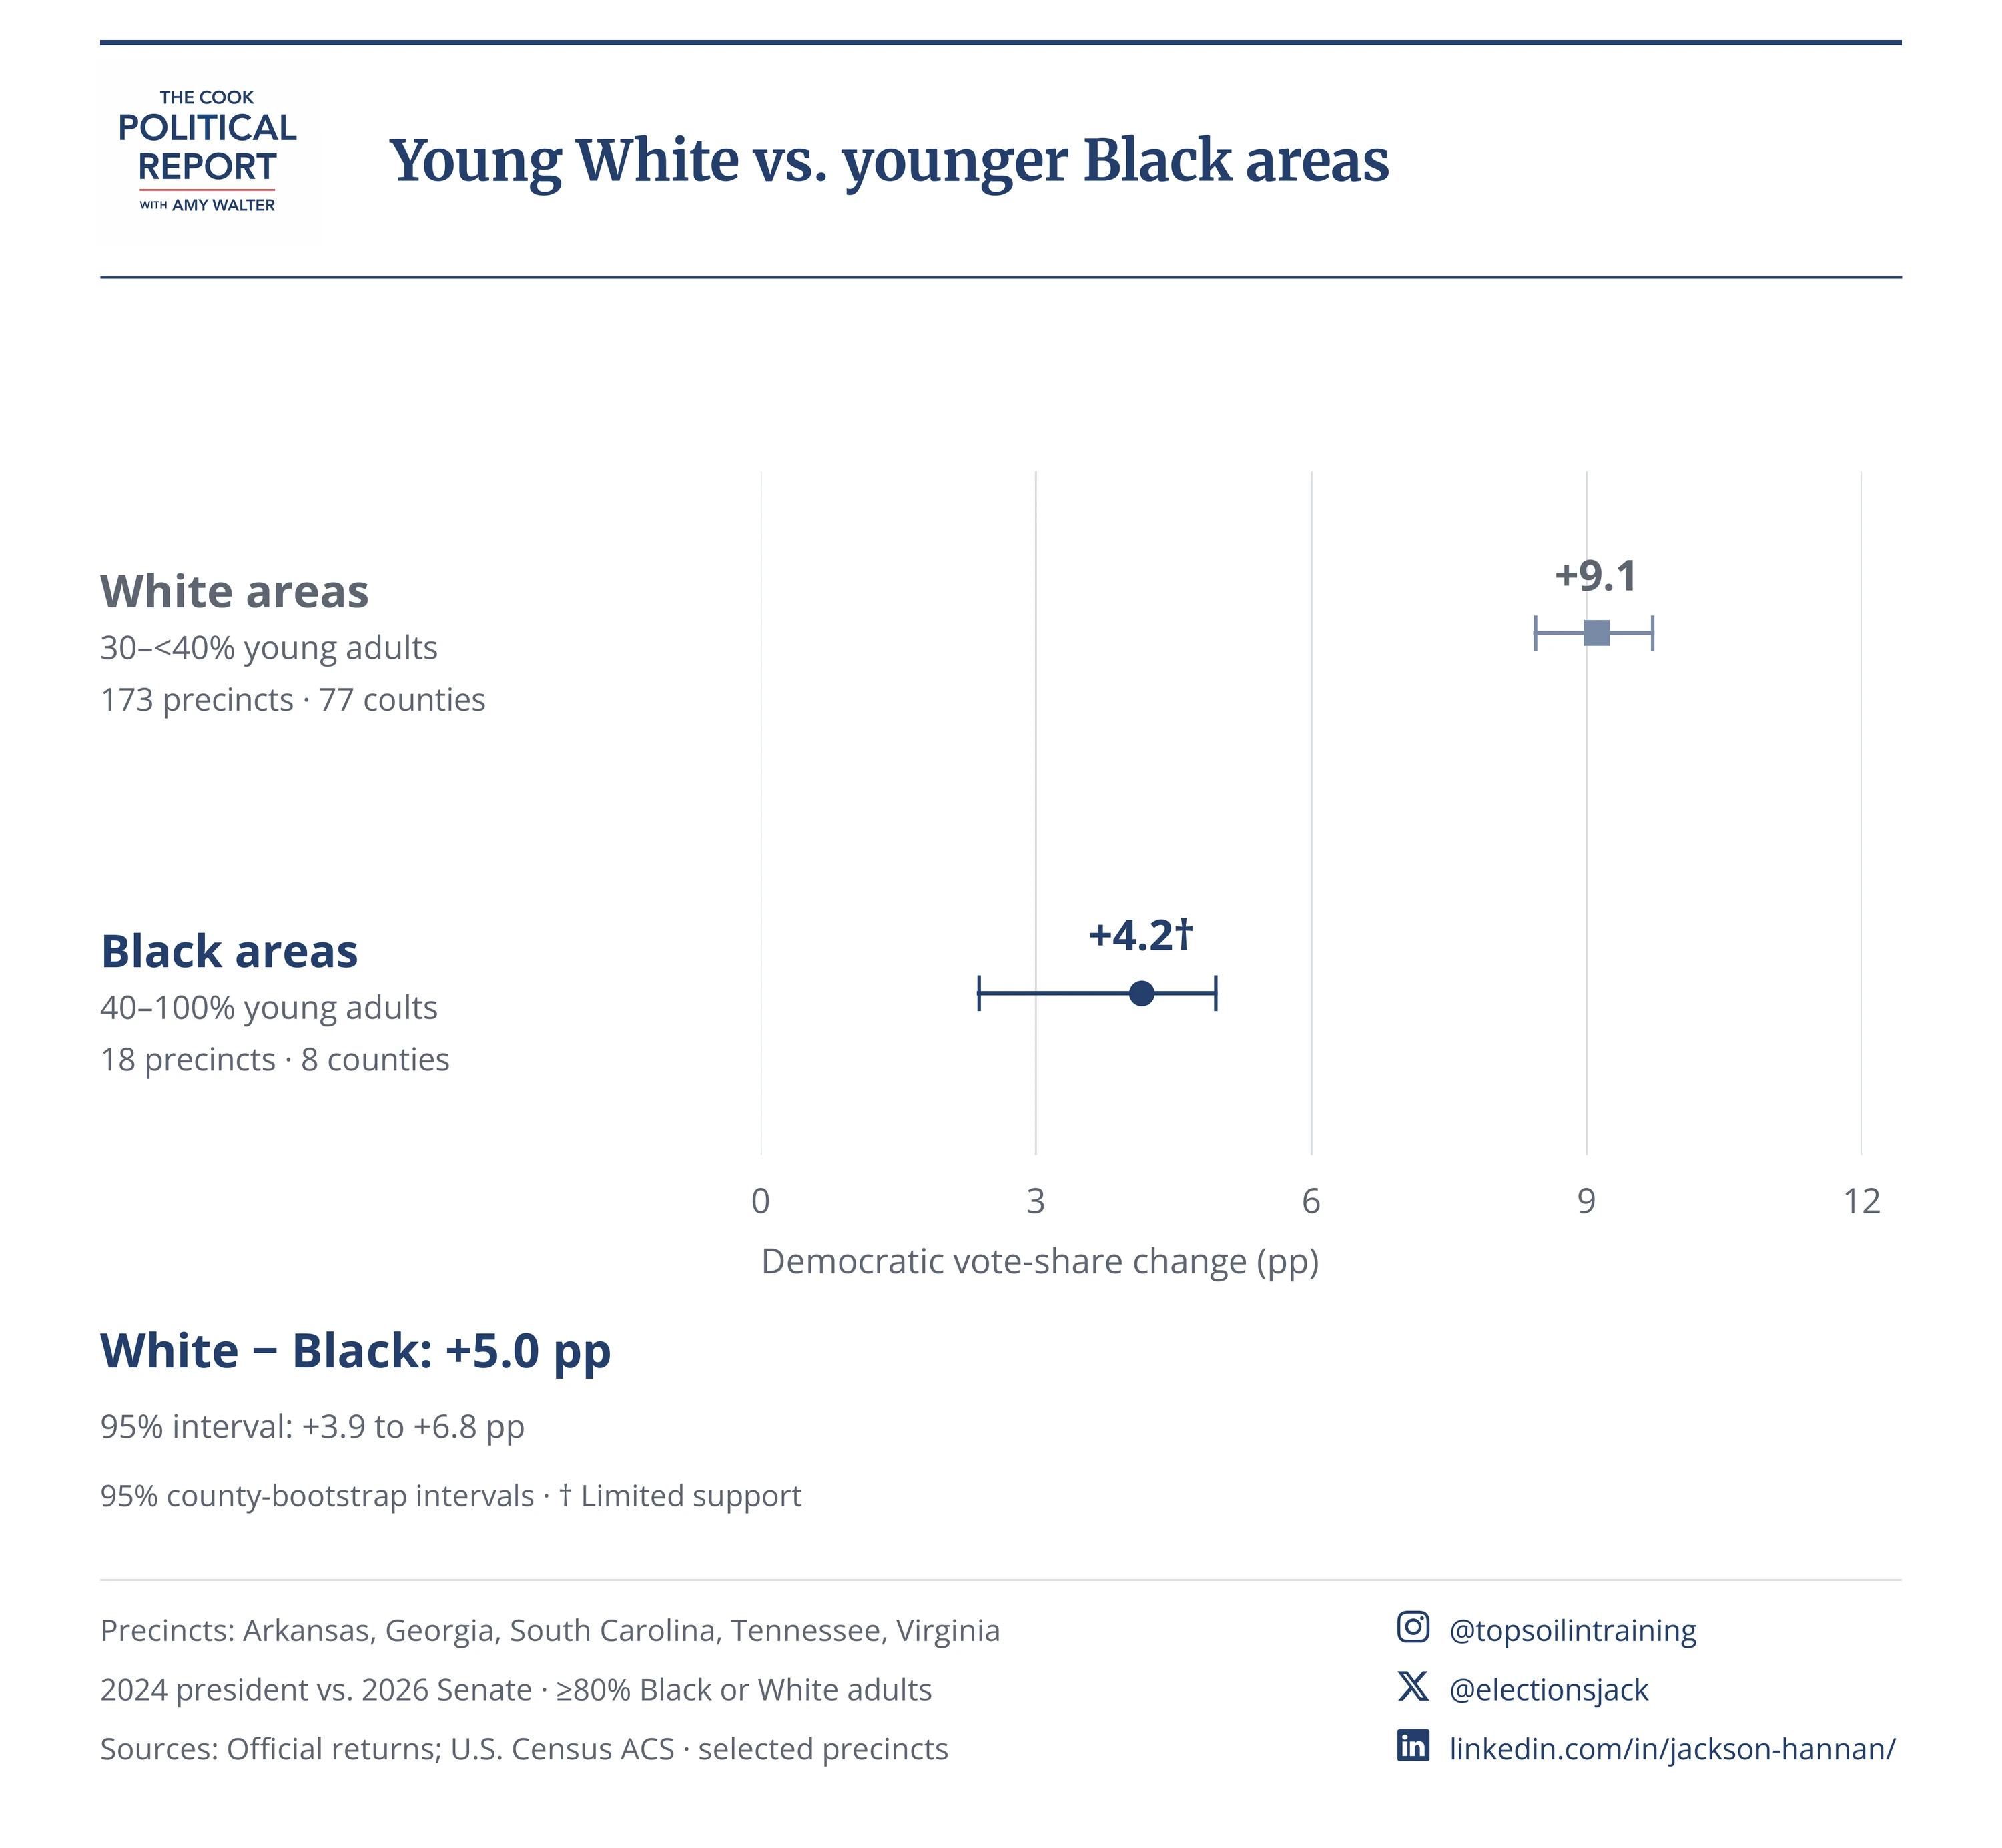 THE COOK
POLITICAL
REPORT
WITH AMY WALTER
Young White vs. younger Black areas
White areas
30–<40% young adults
173 precincts · 77 counties
+9.1
Black areas
40–100% young adults
18 precincts · 8 counties
+4.2†
0 3 6 9 12
Democratic vote-share change (pp)
White − Black: +5.0 pp
95% interval: +3.9 to +6.8 pp
95% county-bootstrap intervals · † Limited support
Precincts: Arkansas, Georgia, South Carolina, Tennessee, Virginia
2024 president vs. 2026 Senate · ≥80% Black or White adults
Sources: Official returns; U.S. Census ACS · selected precincts
@topsoilintraining
@electionsjack
linkedin.com/in/jackson-hannan/